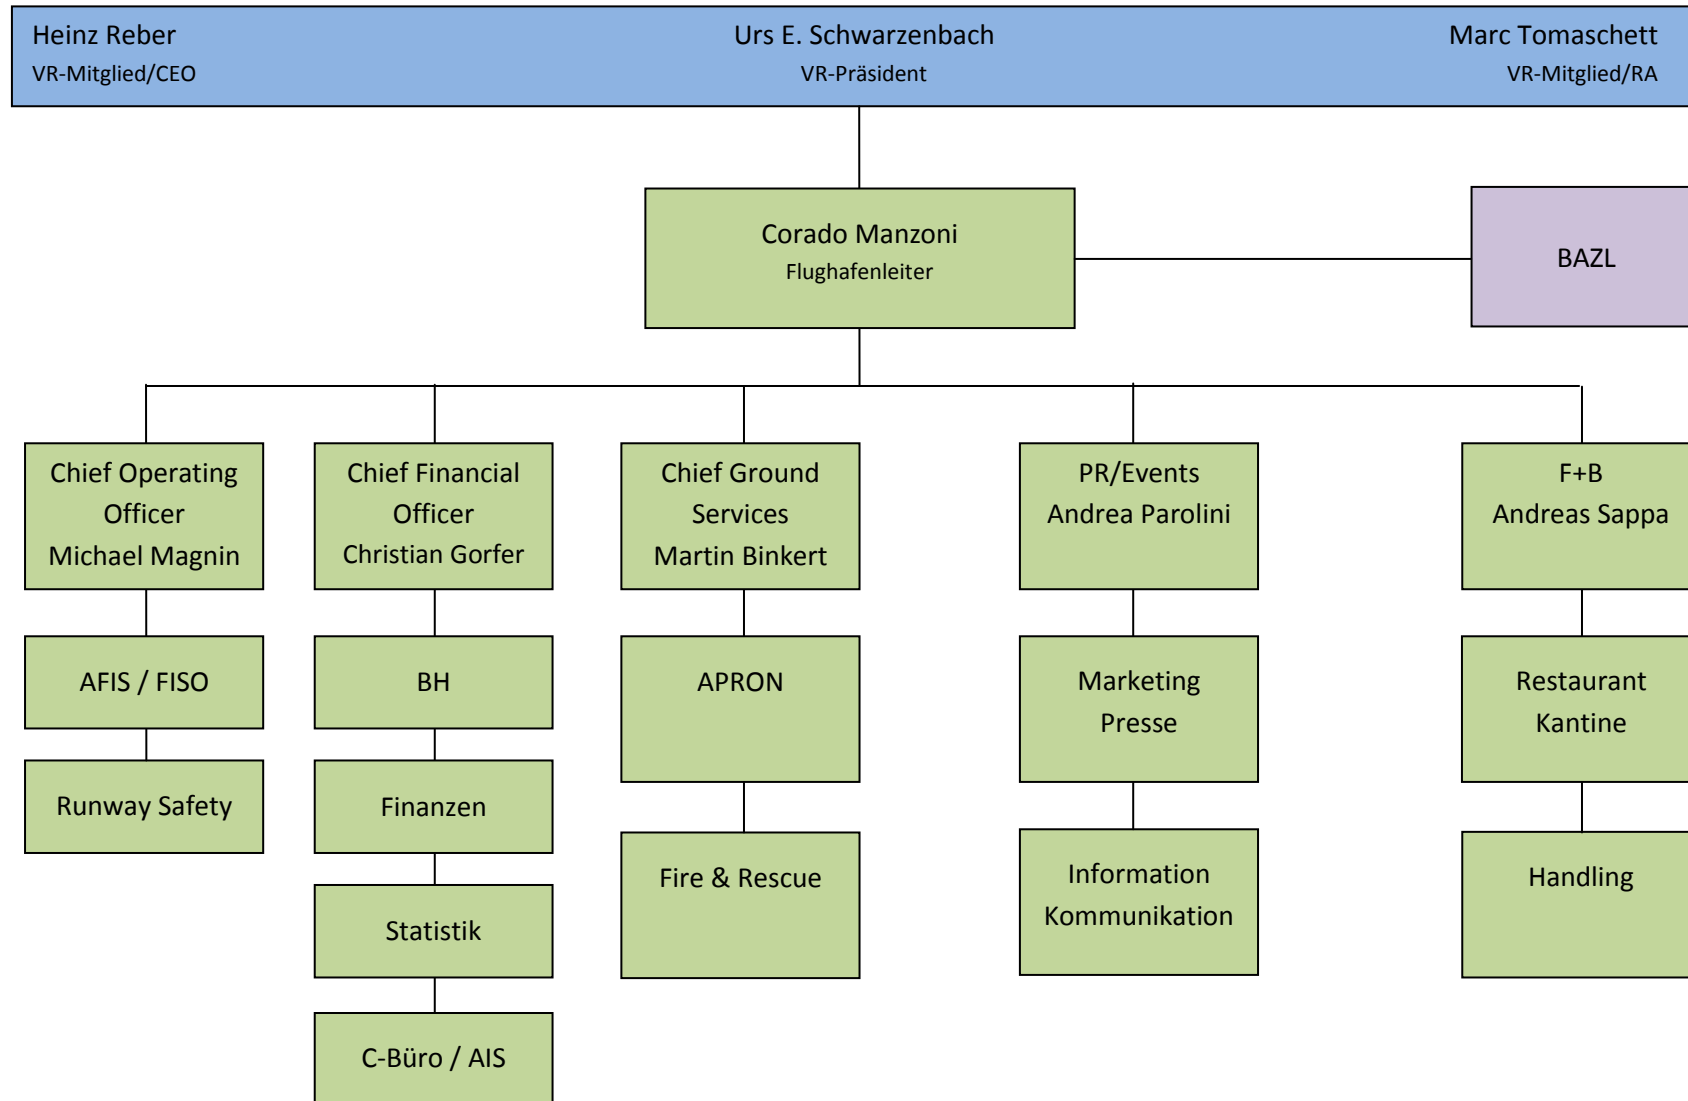 Heinz Reber
VR-Mitglied/CEO
Urs E. Schwarzenbach
VR-Präsident
Marc Tomaschett
VR-Mitglied/RA
Corado Manzoni
Flughafenleiter
BAZL
Chief Operating
Officer
Michael Magnin
Chief Financial
Officer
Christian Gorfer
Chief Ground
Services
Martin Binkert
PR/Events
Andrea Parolini
F+B
Andreas Sappa
AFIS / FISO
BH
APRON
Marketing
Presse
Restaurant
Kantine
Runway Safety
Finanzen
Fire & Rescue
Information
Kommunikation
Handling
Statistik
C-Büro / AIS